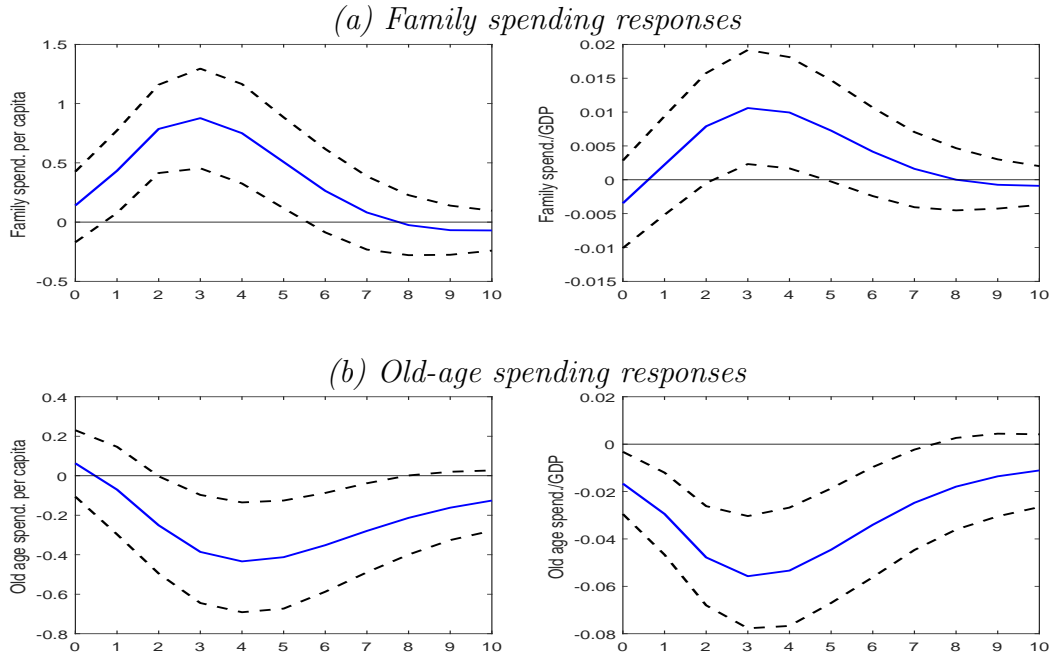 (a) Family spending responses
Family spend. per capita
1.5
1
0.5
0
-0.5
0 1 2 3 4 5 6 7 8 9 10
Family spend./GDP
0.02
0.015
0.01
0.005
0
-0.005
-0.01
-0.015
0 1 2 3 4 5 6 7 8 9 10
(b) Old-age spending responses
Old age spend. per capita
0.4
0.2
0
-0.2
-0.4
-0.6
-0.8
0 1 2 3 4 5 6 7 8 9 10
Old age spend./GDP
0.02
0
-0.02
-0.04
-0.06
-0.08
0 1 2 3 4 5 6 7 8 9 10